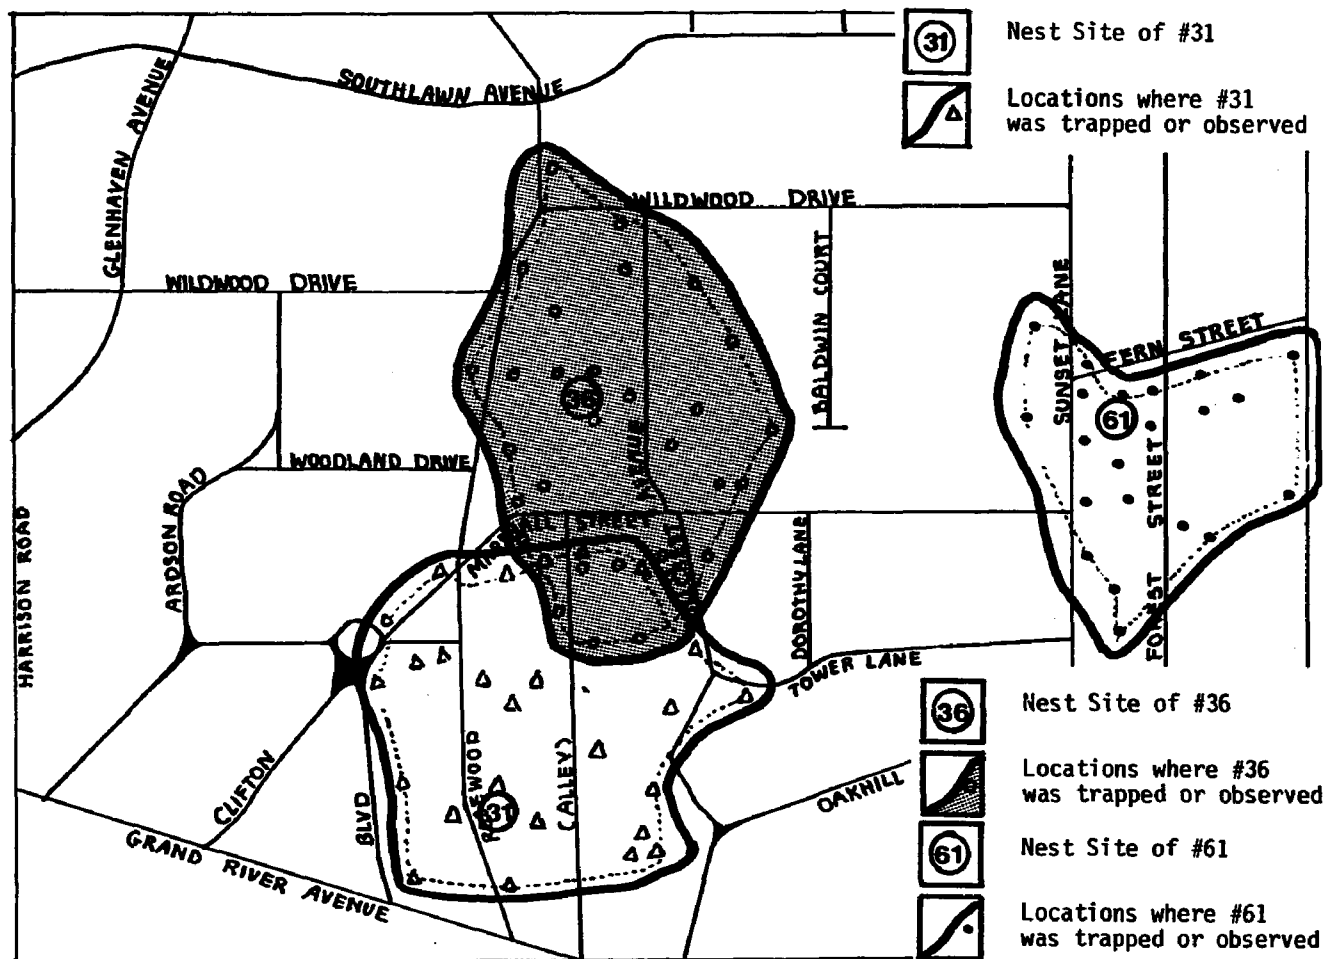 31
Nest Site of #31
Locations where #31
was trapped or observed
SOUTHLAWN AVENUE
GLENHAVEN AVENUE
WILDWOOD DRIVE
WILDWOOD DRIVE
BALDWIN COURT
SUNSET LANE
FERN STREET
36
61
AVENUE
WOODLAND DRIVE
ARDSON ROAD
HARRISON ROAD
STREET
DOROTHY LANE
FOREST STREET
TOWER LANE
CLIFTON
BLVD
31
(ALLEY)
OAKHILL
GRAND RIVER AVENUE
36
Nest Site of #36
Locations where #36
was trapped or observed
61
Nest Site of #61
Locations where #61
was trapped or observed